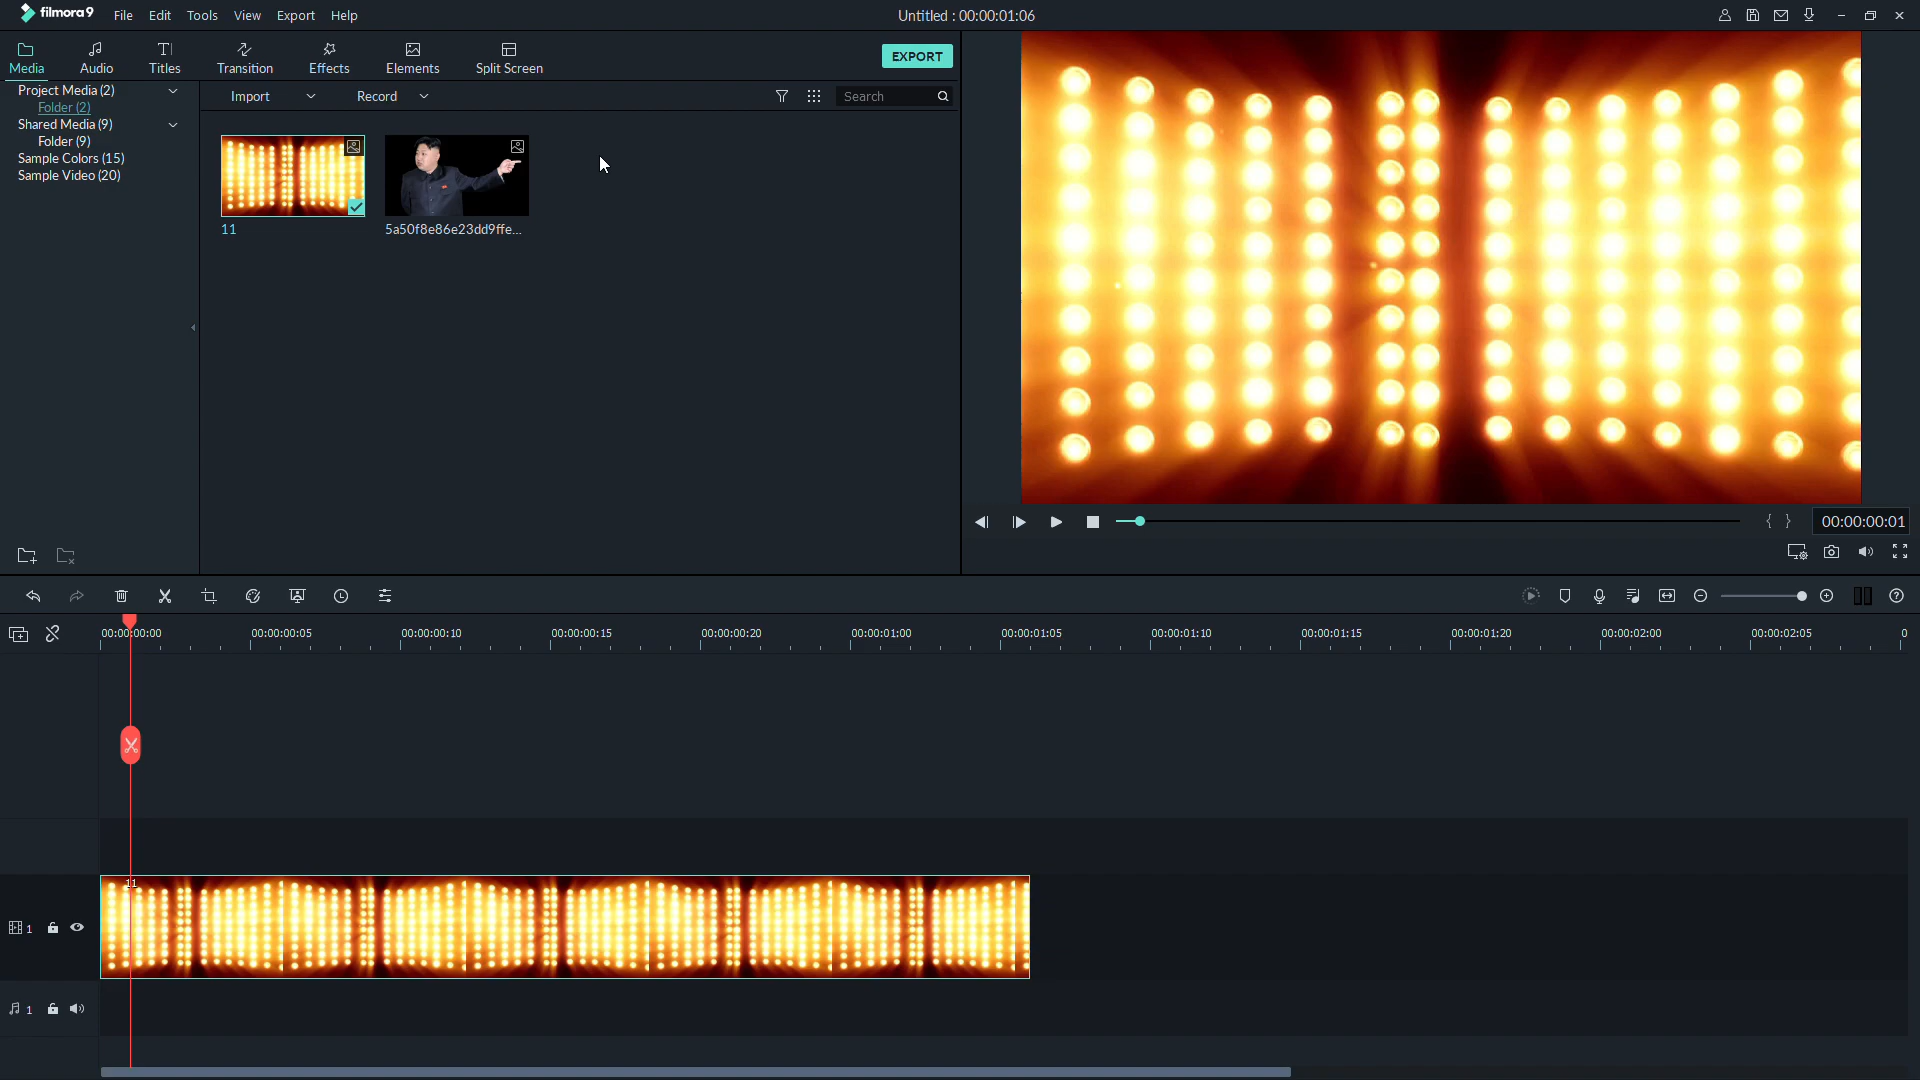 filmora9 File Edit Tools View Export Help Untitled : 00:00:01:06
Media Audio Titles Transition Effects Elements Split Screen EXPORT
Project Media (2)
Folder (2)
Shared Media (9)
Folder (9)
Sample Colors (15)
Sample Video (20)
Import Record Search
11 5a50f8e86e23dd9ffe...
{ } 00:00:00:01
00:00:00:00 00:00:00:05 00:00:00:10 00:00:00:15 00:00:00:20 00:00:01:00 00:00:01:05 00:00:01:10 00:00:01:15 00:00:01:20 00:00:02:00 00:00:02:05 0
11
1
1